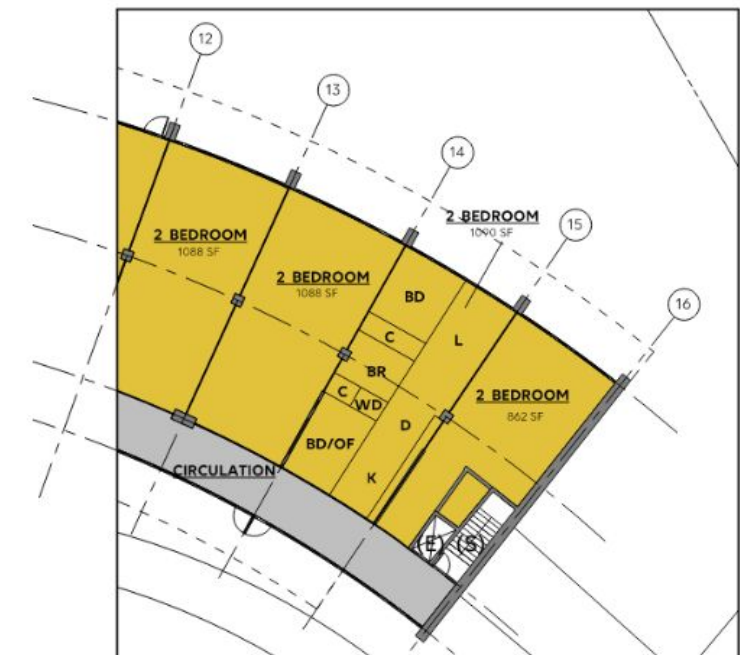 12
13
14
2 BEDROOM
1090 SF
15
16
2 BEDROOM
1088 SF
2 BEDROOM
1088 SF
BD
C
L
BR
C
WD
D
BD/OF
K
2 BEDROOM
862 SF
CIRCULATION
(E) (S)